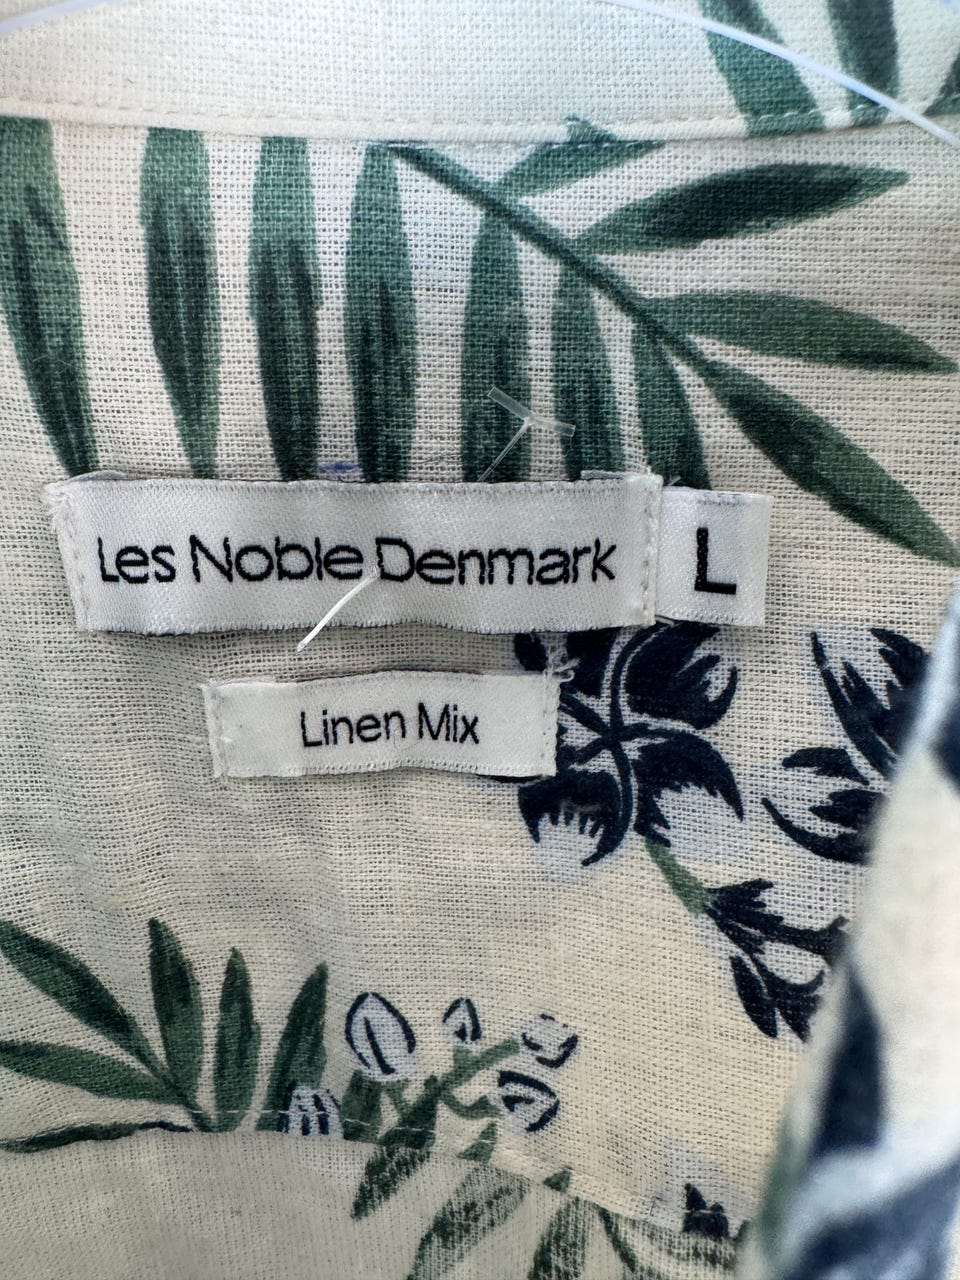 Les Noble Denmark
L
Linen Mix